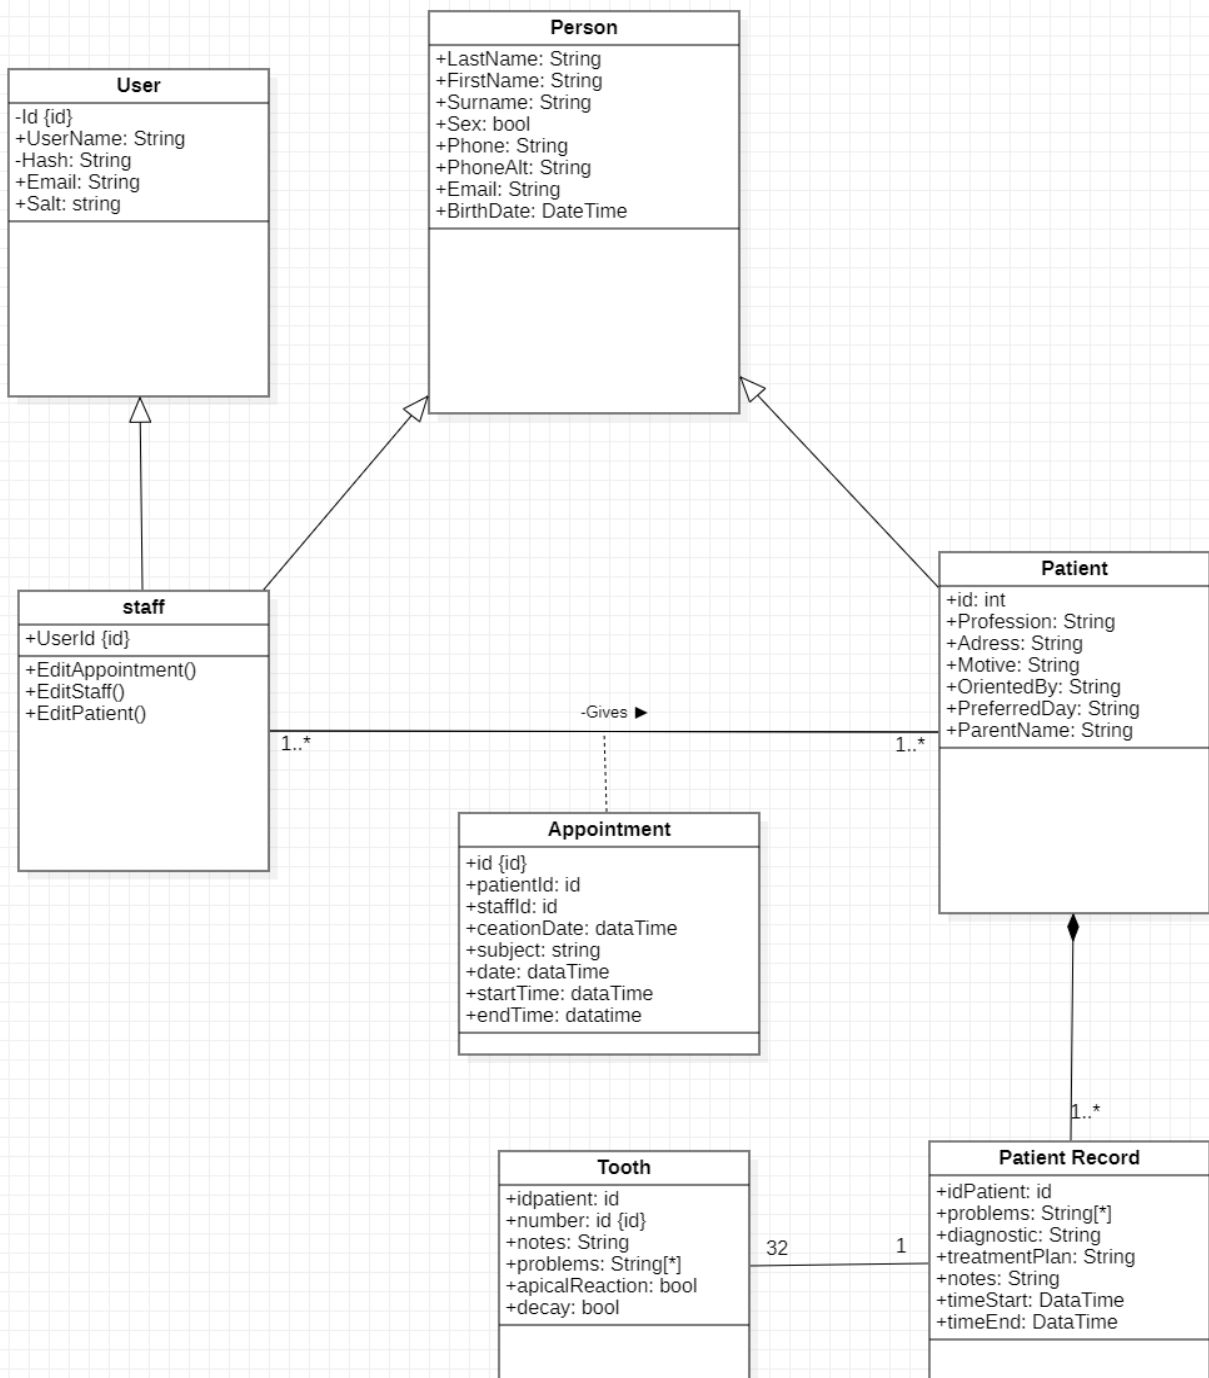 Person
+LastName: String
+FirstName: String
+Surname: String
+Sex: bool
+Phone: String
+PhoneAlt: String
+Email: String
+BirthDate: DateTime
User
-Id {id}
+UserName: String
-Hash: String
+Email: String
+Salt: string
staff
+UserId {id}
+EditAppointment()
+EditStaff()
+EditPatient()
-Gives ►
1..*
1..*
Patient
+id: int
+Profession: String
+Adress: String
+Motive: String
+OrientedBy: String
+PreferredDay: String
+ParentName: String
Appointment
+id {id}
+patientId: id
+staffId: id
+ceationDate: dataTime
+subject: string
+date: dataTime
+startTime: dataTime
+endTime: datatime
1..*
Tooth
+idpatient: id
+number: id {id}
+notes: String
+problems: String[*]
+apicalReaction: bool
+decay: bool
32
1
Patient Record
+idPatient: id
+problems: String[*]
+diagnostic: String
+treatmentPlan: String
+notes: String
+timeStart: DataTime
+timeEnd: DataTime